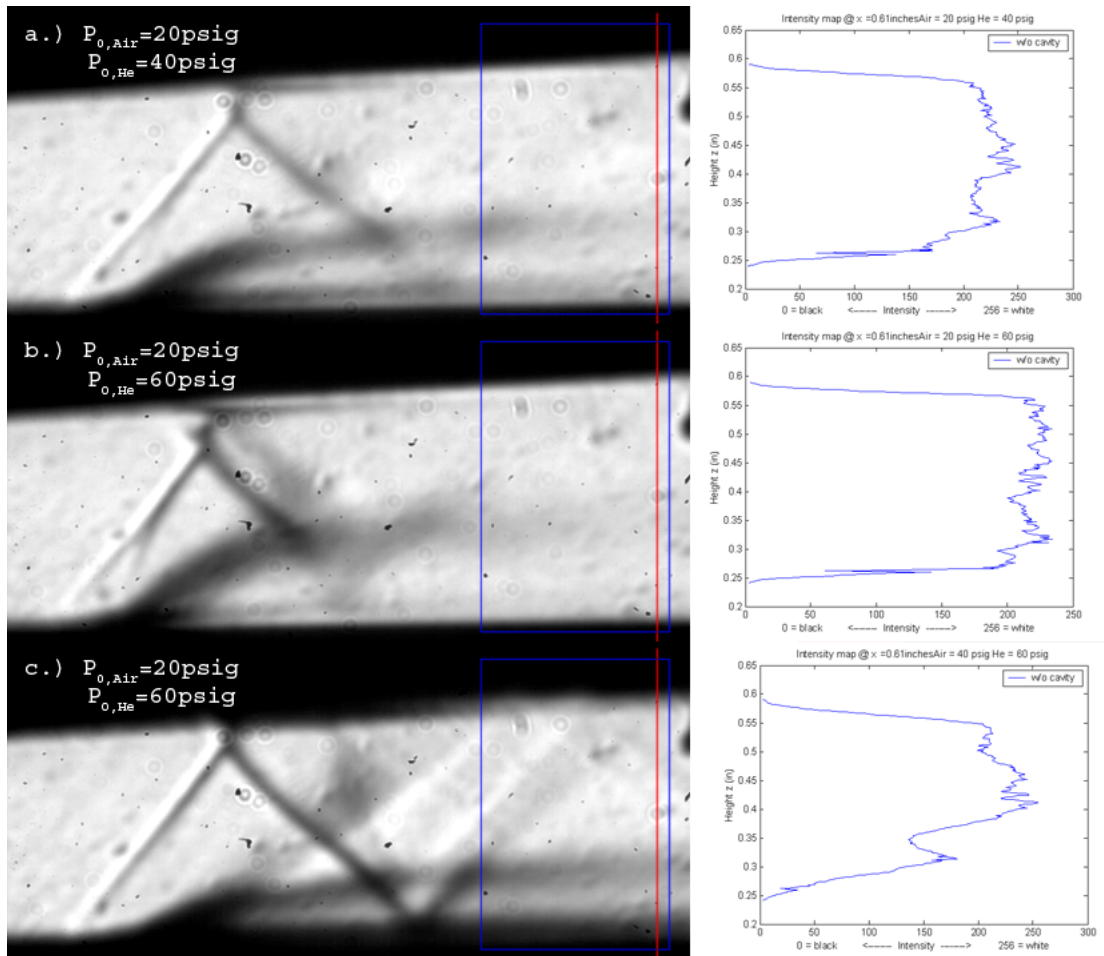 a.) P0,Air=20psig
P0,He=40psig
Intensity map @ x =0.61inchesAir = 20 psig He = 40 psig
w/o cavity
0.65
0.6
0.55
0.5
0.45
0.4
0.35
0.3
0.25
0.2
Height z (in)
0 50 100 150 200 250 300
0 = black <----- Intensity -----> 256 = white
b.) P0,Air=20psig
P0,He=60psig
Intensity map @ x =0.61inchesAir = 20 psig He = 60 psig
w/o cavity
0.65
0.6
0.55
0.5
0.45
0.4
0.35
0.3
0.25
0.2
Height z (in)
0 50 100 150 200 250
0 = black <----- Intensity -----> 256 = white
c.) P0,Air=20psig
P0,He=60psig
Intensity map @ x =0.61inchesAir = 40 psig He = 60 psig
w/o cavity
0.65
0.6
0.55
0.5
0.45
0.4
0.35
0.3
0.25
0.2
Height z (in)
0 50 100 150 200 250 300
0 = black <----- Intensity -----> 256 = white